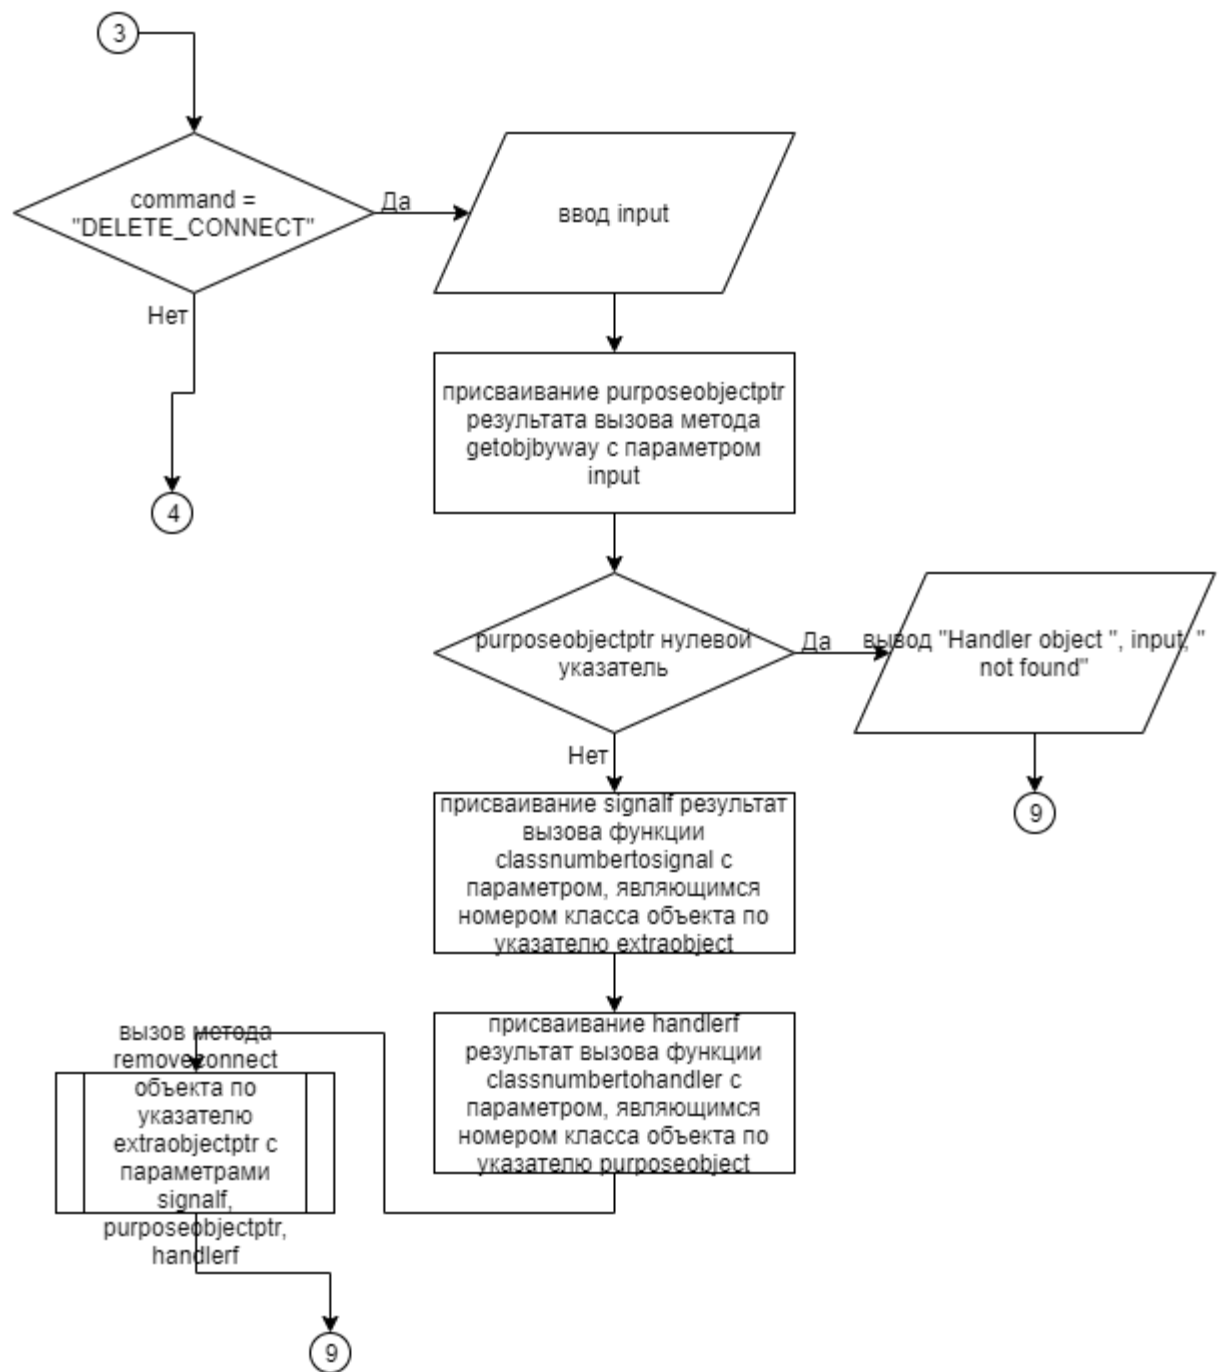 3
command =
"DELETE_CONNECT"
Да
ввод input
Нет
4
присваивание purposeobjectptr
результата вызова метода
getobjbyway с параметром
input
purposeobjectptr нулевой
указатель
Да
вывод "Handler object ", input, "
not found"
Нет
9
присваивание signalf результат
вызова функции
classnumbertosignal с
параметром, являющимся
номером класса объекта по
указателю extraobject
присваивание handlerf
результат вызова функции
classnumbertohandler с
параметром, являющимся
номером класса объекта по
указателю purposeobject
вызов метода
removeconnect
объекта по
указателю
extraobjectptr с
параметрами
signalf,
purposeobjectptr,
handlerf
9